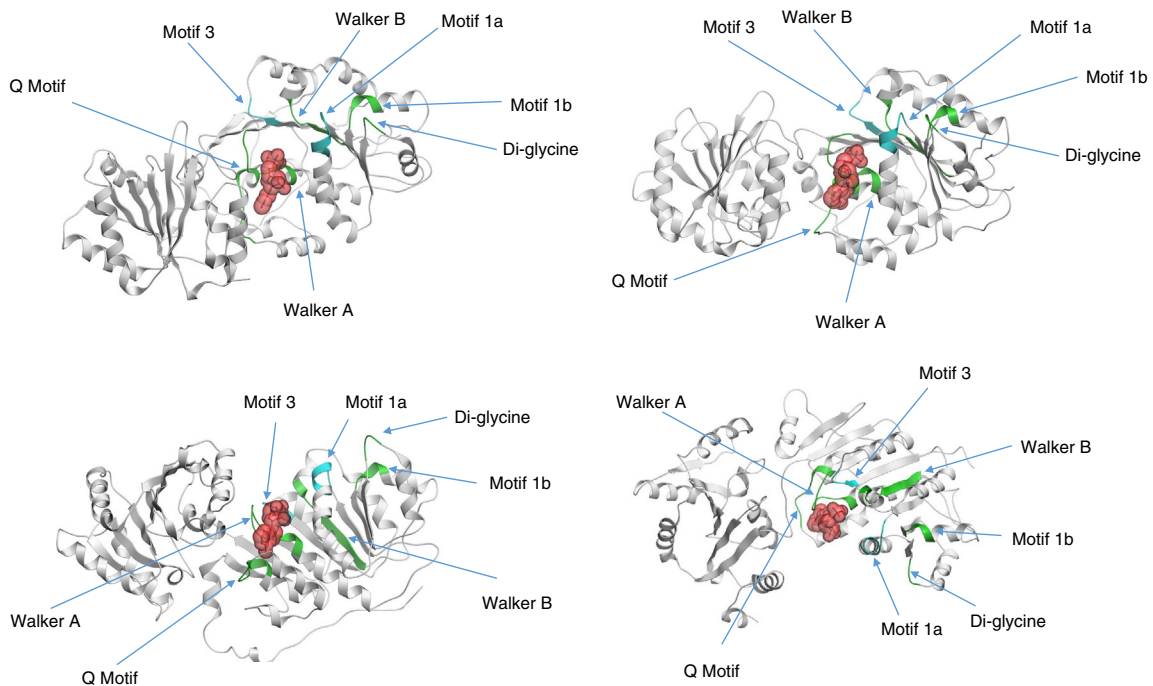 Motif 3
Walker B
Motif 1a
Q Motif
Motif 1b
Di-glycine
Walker A
Motif 3
Walker B
Motif 1a
Motif 1b
Di-glycine
Q Motif
Walker A
Motif 3
Motif 1a
Di-glycine
Motif 1b
Walker A
Walker B
Q Motif
Motif 3
Walker A
Walker B
Motif 1b
Di-glycine
Motif 1a
Q Motif